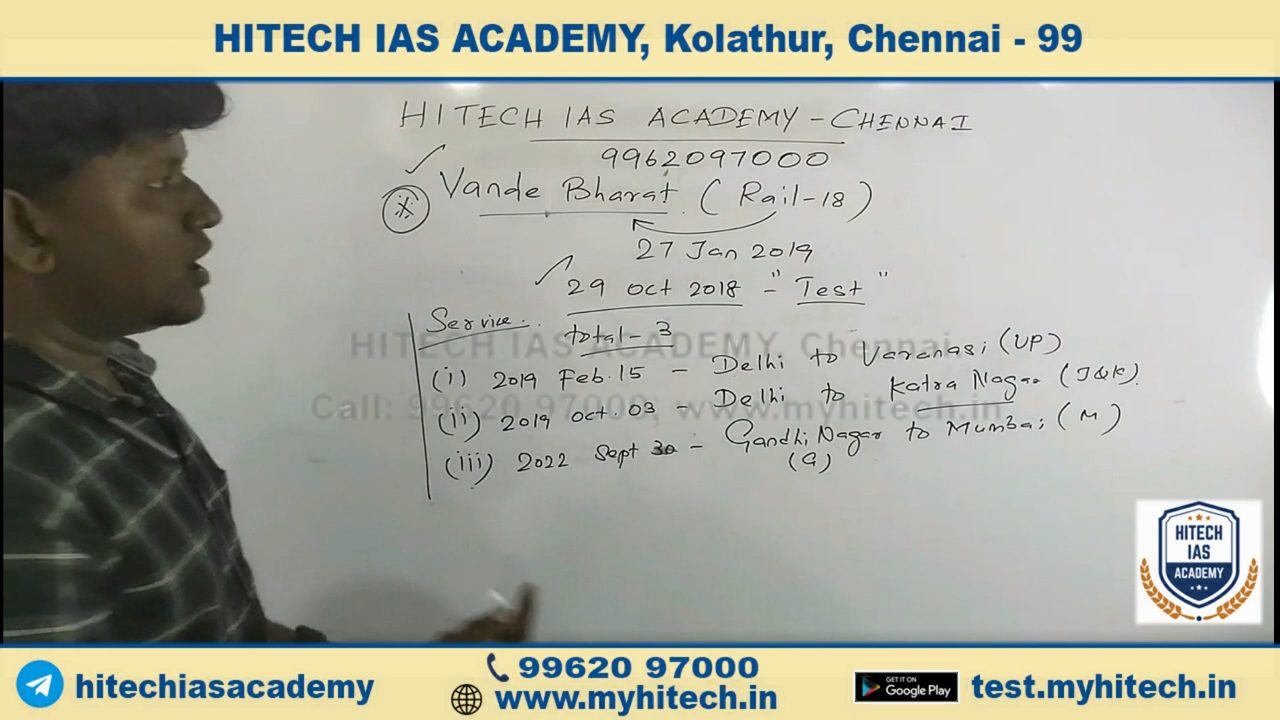 HITECH IAS ACADEMY, Kolathur, Chennai - 99
HITECH IAS ACADEMY - CHENNAI
9962097000
Vande Bharat (Rail-18)
27 Jan 2019
29 oct 2018 - "Test"
Service.
total - 3
(i) 2019 Feb. 15 - Delhi to Varanasi (UP)
(ii) 2019 oct. 03 - Delhi to Katra Nagar (J&K).
(iii) 2022 Sept 30 - Gandhi Nagar to Mumbai (M)
(G)
HITECH IAS ACADEMY, Chennai
Call: 99620 97000, www.myhitech.in
HITECH
IAS
ACADEMY
hitechiasacademy
99620 97000
www.myhitech.in
GET IT ON
Google Play
test.myhitech.in